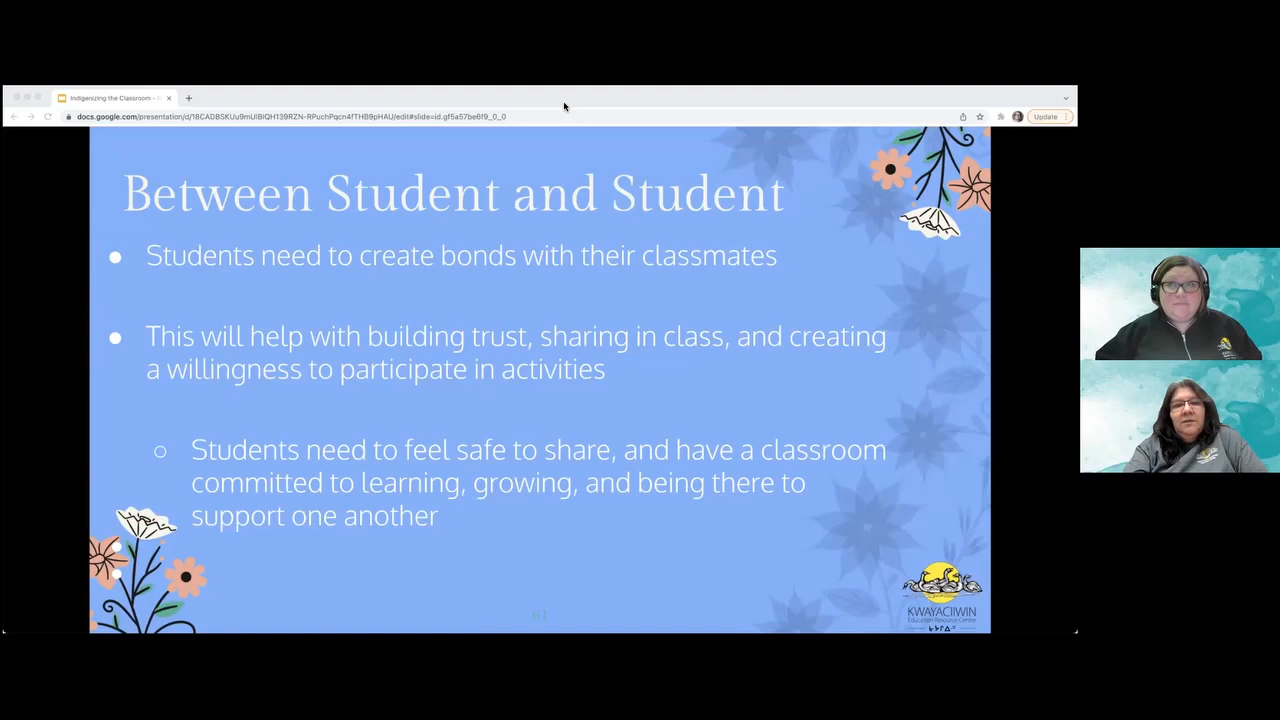 Indigenizing the Classroom -
docs.google.com/presentation/d/18CADBSKUu9mUIBIQH139RZN-RPuchPqcn4fTHB9pHAU/edit#slide=id.gf5a57be6f9_0_0
Update
Between Student and Student
● Students need to create bonds with their classmates
● This will help with building trust, sharing in class, and creating
a willingness to participate in activities
○ Students need to feel safe to share, and have a classroom
committed to learning, growing, and being there to
support one another
61
KWAYACIIWIN
Education Resource Centre